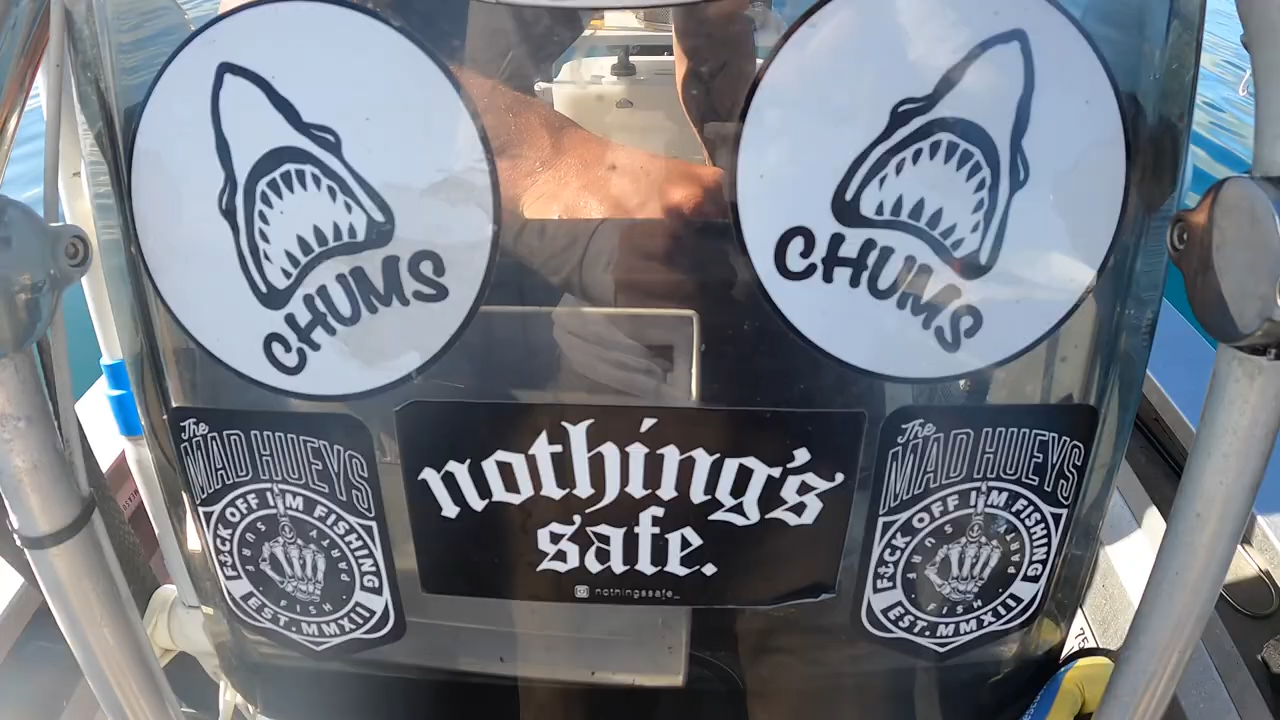 CHUMS
CHUMS
The
MAD HUEYS
F⚓CK OFF I'M FISHING
SURF
PARTY
FISH
EST. MMXII
nothing's
safe.
nothingssafe_
The
MAD HUEYS
F⚓CK OFF I'M FISHING
SURF
PARTY
FISH
EST. MMXII
75